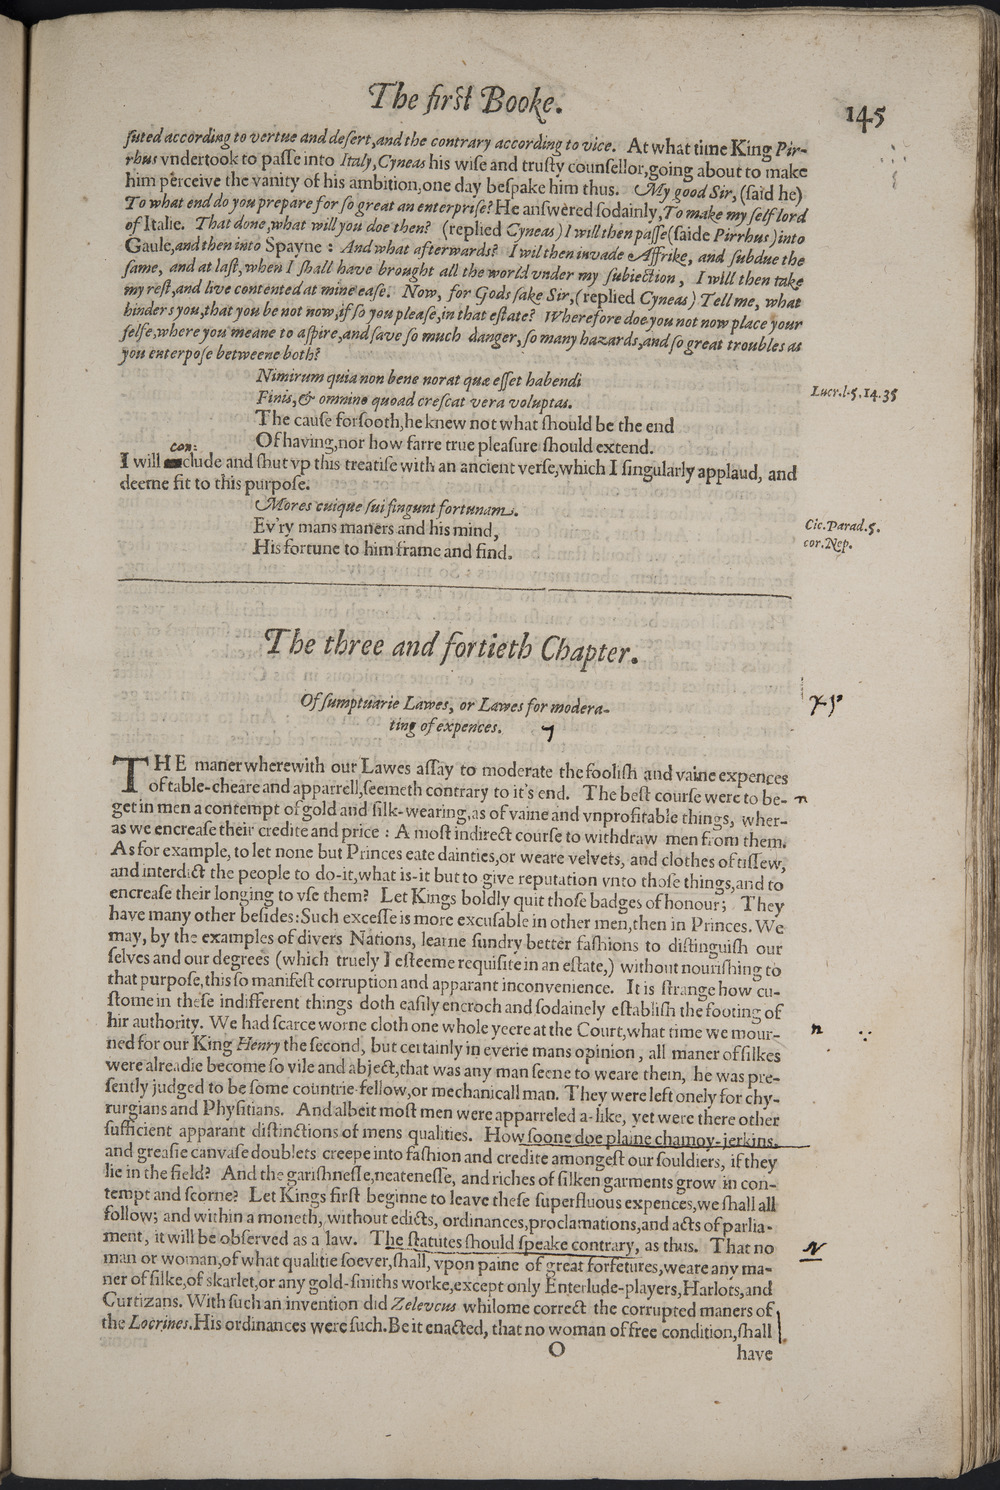 The first Booke.
145
ſuted according to vertue and deſert, and the contrary according to vice. At what time King Pir-
rhus vndertook to paſſe into Italy, Cyneas his wiſe and truſty counſellor, going about to make
him perceive the vanity of his ambition, one day beſpake him thus. My good Sir, (ſaid he)
To what end do you prepare for ſo great an enterpriſe? He anſwered ſodainly, To make my ſelf lord
of Italie. That done, what will you doe then? (replied Cyneas) I will then paſſe (ſaide Pirrhus) into
Gaule, and then into Spayne: And what afterwards? I wil then invade Affrike, and ſubdue the
ſame, and at laſt, when I ſhall have brought all the world vnder my ſubiection, I will then take
my reſt, and live contented at mine eaſe. Now, for Gods ſake Sir, (replied Cyneas) Tell me, what
hinders you, that you be not now, if ſo you pleaſe, in that eſtate? Wherefore doe you not now place your
ſelfe, where you meane to aſpire, and ſave ſo much danger, ſo many hazards, and ſo great troubles as
you enterpoſe betweene both?
Nimirum quia non bene norat quæ eſſet habendi
Finis, & omnino quoad creſcat vera voluptas.
Lucr. l. 5. 14. 35
The cauſe forſooth, he knew not what ſhould be the end
Of having, nor how farre true pleaſure ſhould extend.
con:
I will clude and ſhut vp this treatiſe with an ancient verſe, which I ſingularly applaud, and
deeme fit to this purpoſe.
Mores cuique ſui fingunt fortunam.
Ev'ry mans maners and his mind,
His fortune to him frame and find.
Cic. Parad. 5.
cor. Nep.
The three and fortieth Chapter.
Of ſumptuarie Lawes, or Lawes for modera-
ting of expences.
THE maner wherewith our Lawes aſſay to moderate the fooliſh and vaine expences
of table-cheare and apparrell, ſeemeth contrary to it's end. The beſt courſe were to be-
get in men a contempt of gold and ſilk-wearing, as of vaine and vnprofitable things, wher-
as we encreaſe their credite and price: A moſt indirect courſe to withdraw men from them.
As for example, to let none but Princes eate dainties, or weare velvets, and clothes of tiſſew,
and interdict the people to do-it, what is-it but to give reputation vnto thoſe things, and to
encreaſe their longing to vſe them? Let Kings boldly quit thoſe badges of honour; They
have many other beſides: Such exceſſe is more excuſable in other men, then in Princes. We
may, by the examples of divers Nations, learne ſundry better faſhions to diſtinguiſh our
ſelves and our degrees (which truely I eſteeme requiſite in an eſtate,) without nouriſhing to
that purpoſe, this ſo manifeſt corruption and apparant inconvenience. It is ſtrange how cu-
ſtome in theſe indifferent things doth eaſily encroch and ſodainely eſtabliſh the footing of
hir authority. We had ſcarce worne cloth one whole yeere at the Court, what time we mour-
ned for our King Henry the ſecond, but certainly in everie mans opinion, all maner of ſilkes
were alreadie become ſo vile and abject, that was any man ſeene to weare them, he was pre-
ſently judged to be ſome countrie-fellow, or mechanicall man. They were left onely for chy-
rurgians and Phyſitians. And albeit moſt men were apparreled a-like, yet were there other
ſufficient apparant diſtinctions of mens qualities. How ſoone doe plaine chamoy-jerkins,
and greaſie canvaſe doublets creepe into faſhion and credite amongeſt our ſouldiers, if they
lie in the field? And the gariſhneſſe, neateneſſe, and riches of ſilken garments grow in con-
tempt and ſcorne? Let Kings firſt beginne to leave theſe ſuperfluous expences, we ſhall all
follow; and within a moneth, without edicts, ordinances, proclamations, and acts of parlia-
ment, it will be obſerved as a law. The ſtatutes ſhould ſpeake contrary, as thus. That no
man or woman, of what qualitie ſoever, ſhall, vpon paine of great forfetures, weare any ma-
ner of ſilke, of skarlet, or any gold-ſmiths worke, except only Enterlude-players, Harlots, and
Curtizans. With ſuch an invention did Zelevcus whilome correct the corrupted maners of
the Locrines. His ordinances were ſuch. Be it enacted, that no woman of free condition, ſhall
O
have